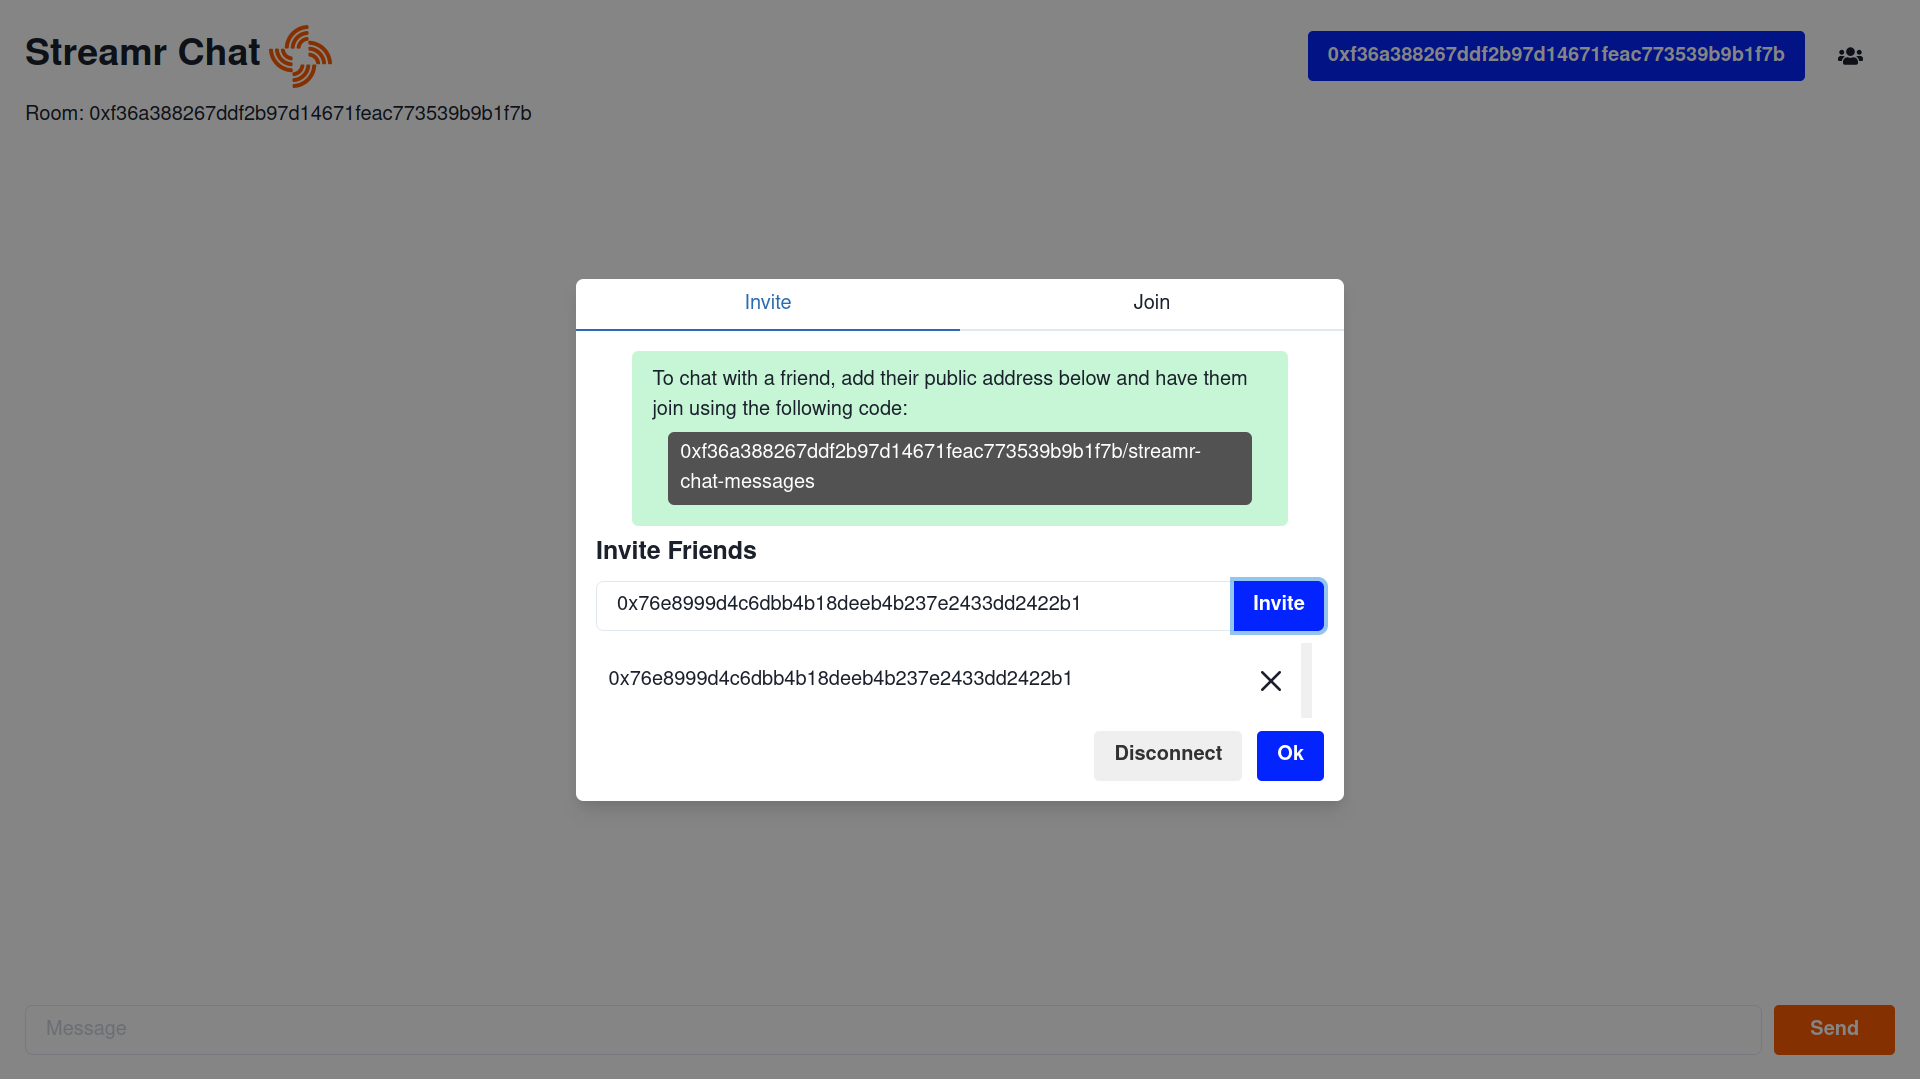 Streamr Chat
0xf36a388267ddf2b97d14671feac773539b9b1f7b
Room: 0xf36a388267ddf2b97d14671feac773539b9b1f7b
Invite
Join
To chat with a friend, add their public address below and have them
join using the following code:
0xf36a388267ddf2b97d14671feac773539b9b1f7b/streamr-
chat-messages
Invite Friends
0x76e8999d4c6dbb4b18deeb4b237e2433dd2422b1
Invite
0x76e8999d4c6dbb4b18deeb4b237e2433dd2422b1
Disconnect
Ok
Message
Send